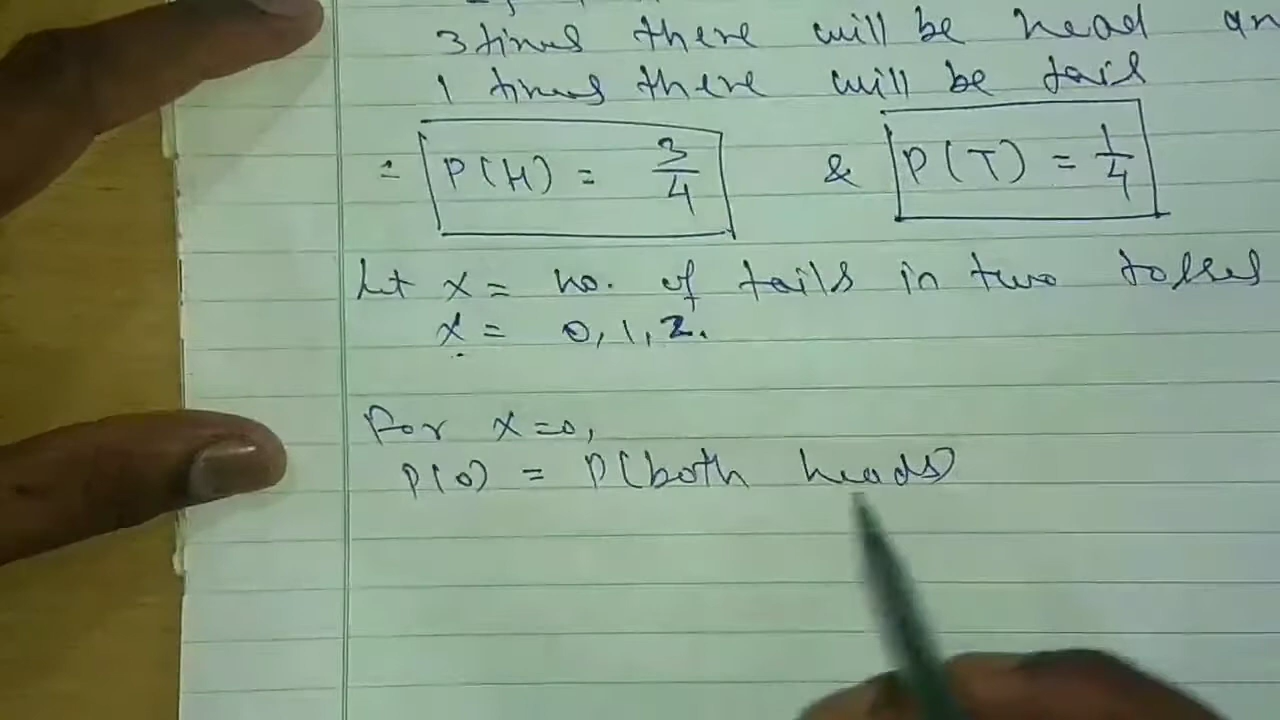 3 times there will be head an
1 times there will be tail
= P(H) = 3/4 & P(T) = 1/4
Let X = no. of tails in two tosses
X = 0, 1, 2.
For X=0,
P(0) = P(both heads)